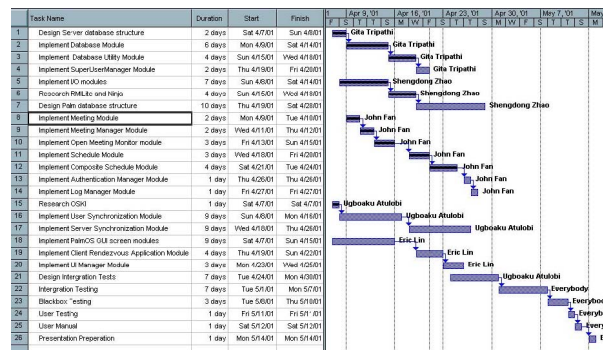 1 Apr 9, '01 Apr 16, '01 Apr 23, '01 Apr 30, '01 May 7, '01 May
Task Name Duration Start Finish F S T T S M W F S T T S M W F S T T S M
1 Design Server database structure 2 days Sat 4/7/01 Sun 4/8/01 Gita Tripathi
2 Implement Database Module 6 days Mon 4/9/01 Sat 4/14/01 Gita Tripathi
3 Implement Database Utility Module 4 days Sun 4/15/01 Wed 4/18/01 Gita Tripathi
4 Implement SuperUserManager Module 2 days Thu 4/19/01 Fri 4/20/01 Gita Tripathi
5 Implement I/O modules 7 days Sun 4/8/01 Sat 4/14/01 Shengdong Zhao
6 Research RMILite and Ninja 4 days Sun 4/15/01 Wed 4/18/01 Shengdong Zhao
7 Design Palm database structure 10 days Thu 4/19/01 Sat 4/28/01 Shengdong Zhao
8 Implement Meeting Module 2 days Mon 4/9/01 Tue 4/10/01 John Fan
9 Implement Meeting Manager Module 2 days Wed 4/11/01 Thu 4/12/01 John Fan
10 Implement Open Meeting Monitor module 3 days Fri 4/13/01 Sun 4/15/01 John Fan
11 Implement Schedule Module 3 days Wed 4/18/01 Fri 4/20/01 John Fan
12 Implement Composite Schedule Module 4 days Sat 4/21/01 Tue 4/24/01 John Fan
13 Implement Authentication Manager Module 1 day Thu 4/26/01 Thu 4/26/01 John Fan
14 Implement Log Manager Module 1 day Fri 4/27/01 Fri 4/27/01 John Fan
15 Research OSKI 1 day Sat 4/7/01 Sat 4/7/01 Ugboaku Atulobi
16 Implement User Synchronization Module 9 days Sun 4/8/01 Mon 4/16/01 Ugboaku Atulobi
17 Implement Server Synchronization Module 9 days Wed 4/18/01 Thu 4/26/01 Ugboaku Atulobi
18 Implement PalmOS GUI screen modules 9 days Sat 4/7/01 Sun 4/15/01 Eric Lin
19 Implement Client Rendezvous Application Module 4 days Thu 4/19/01 Sun 4/22/01 Eric Lin
20 Implement UI Manager Module 3 days Mon 4/23/01 Wed 4/25/01 Eric Lin
21 Design Intergration Tests 7 days Tue 4/24/01 Mon 4/30/01 Ugboaku Atulobi
22 Intergration Testing 7 days Tue 5/1/01 Mon 5/7/01 Everybody
23 Blackbox Testing 3 days Tue 5/8/01 Thu 5/10/01 Everybod
24 User Testing 1 day Fri 5/11/01 Fri 5/11/01 Everyb
25 User Manual 1 day Sat 5/12/01 Sat 5/12/01 Every
26 Presentation Preperation 1 day Mon 5/14/01 Mon 5/14/01 E